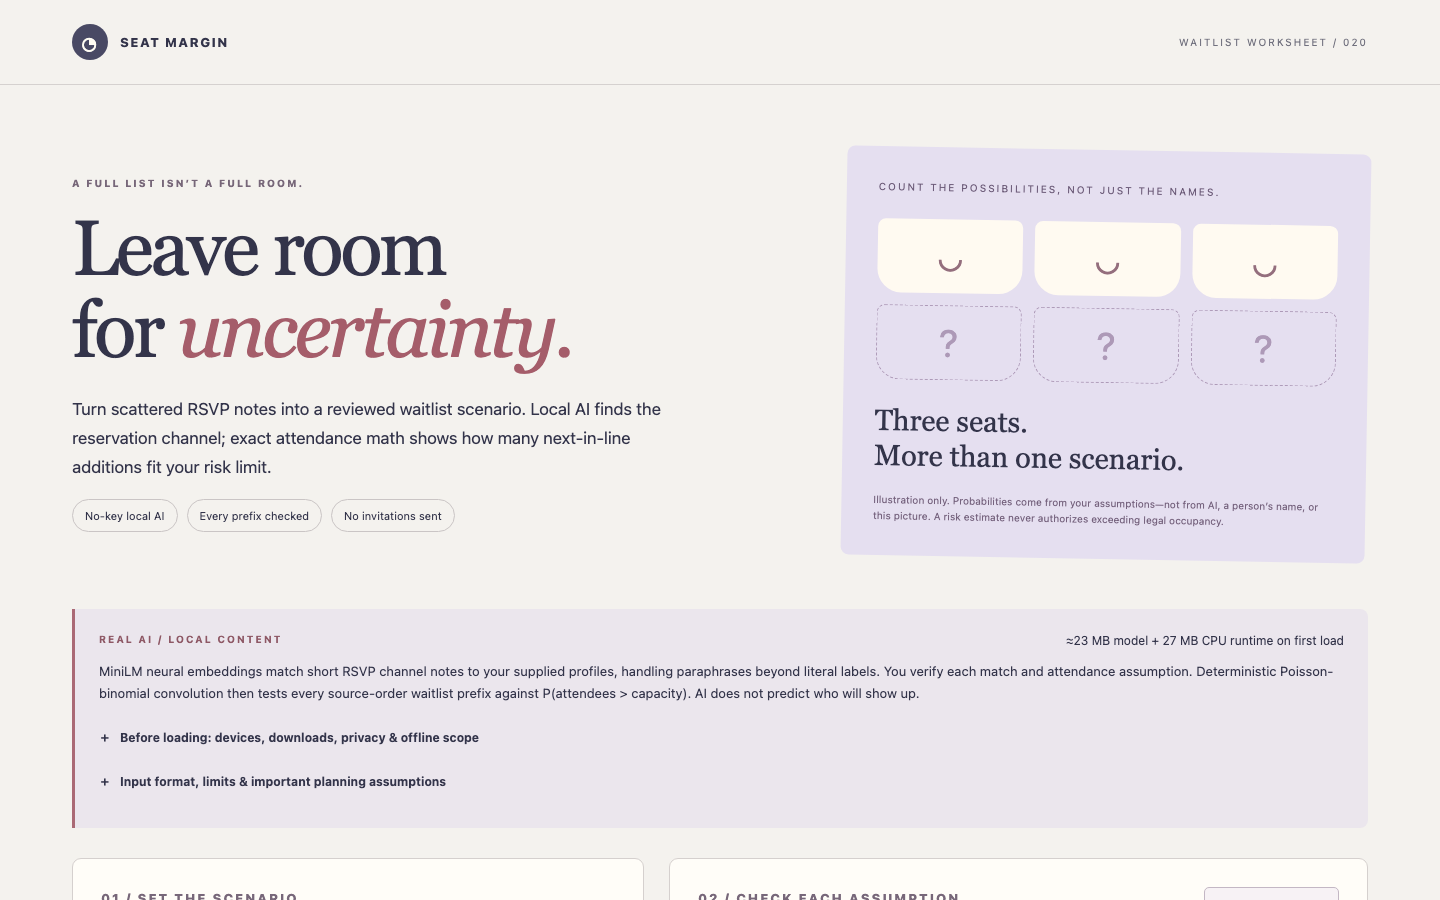 SEAT MARGIN
WAITLIST WORKSHEET / 020
A FULL LIST ISN’T A FULL ROOM.
Leave room
for uncertainty.
Turn scattered RSVP notes into a reviewed waitlist scenario. Local AI finds the
reservation channel; exact attendance math shows how many next-in-line
additions fit your risk limit.
No-key local AI
Every prefix checked
No invitations sent
COUNT THE POSSIBILITIES, NOT JUST THE NAMES.
? ? ?
Three seats.
More than one scenario.
Illustration only. Probabilities come from your assumptions—not from AI, a person’s name, or
this picture. A risk estimate never authorizes exceeding legal occupancy.
REAL AI / LOCAL CONTENT
≈23 MB model + 27 MB CPU runtime on first load
MiniLM neural embeddings match short RSVP channel notes to your supplied profiles, handling paraphrases beyond literal labels. You verify each match and attendance assumption. Deterministic Poisson-
binomial convolution then tests every source-order waitlist prefix against P(attendees > capacity). AI does not predict who will show up.
+ Before loading: devices, downloads, privacy & offline scope
+ Input format, limits & important planning assumptions
01 / SET THE SCENARIO
02 / CHECK EACH ASSUMPTION